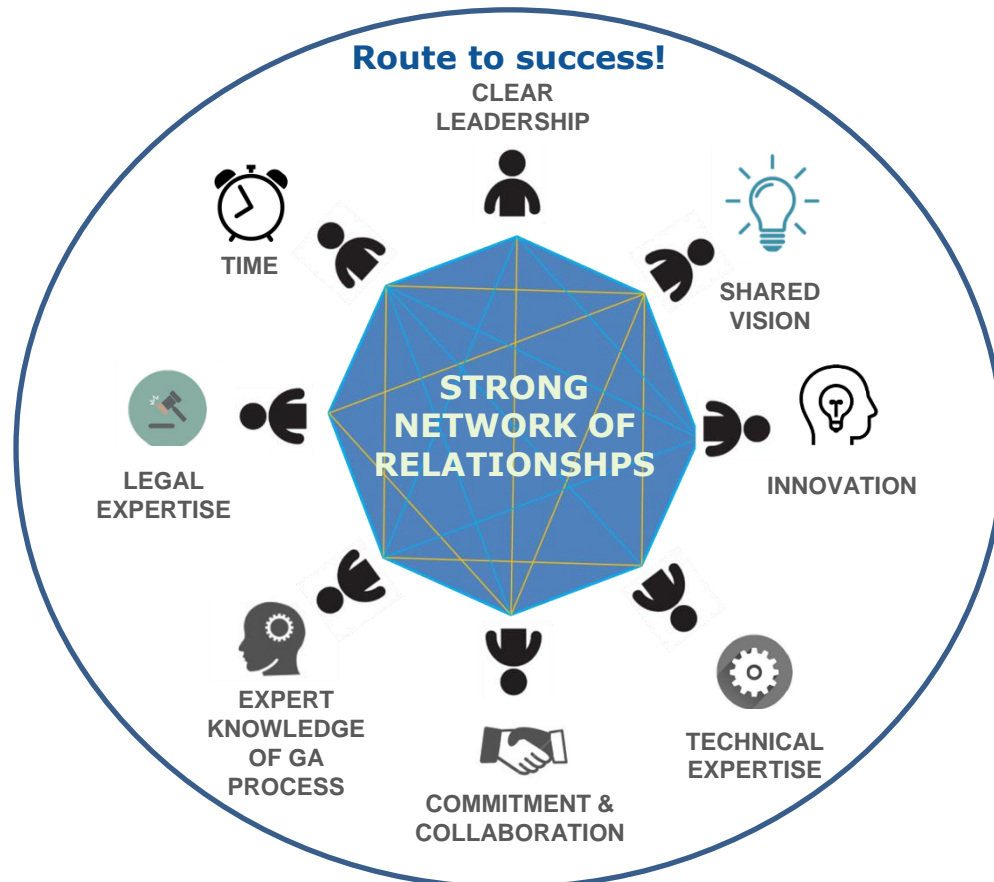 Route to success!
CLEAR
LEADERSHIP
TIME
SHARED
VISION
STRONG
NETWORK OF
RELATIONSHPS
LEGAL
EXPERTISE
INNOVATION
EXPERT
KNOWLEDGE
OF GA
PROCESS
TECHNICAL
EXPERTISE
COMMITMENT &
COLLABORATION